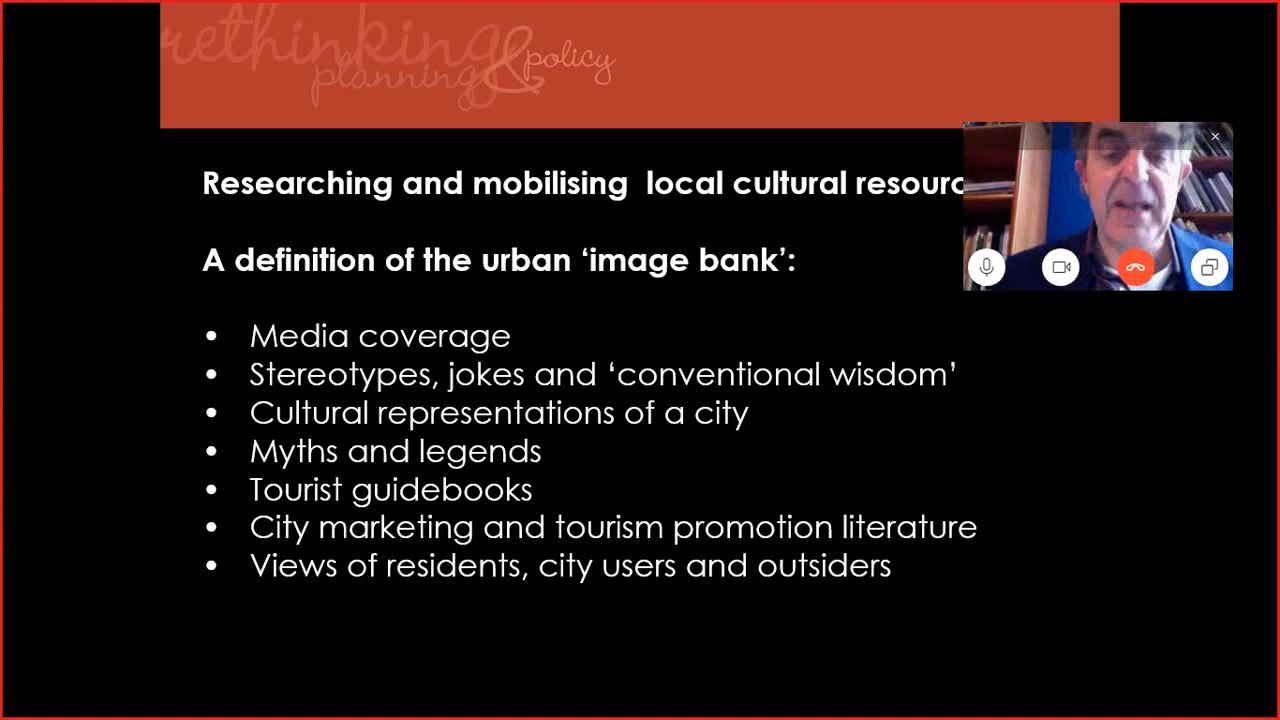 rethinking
planning & policy
Researching and mobilising local cultural
A definition of the urban ‘image bank’:
• Media coverage
• Stereotypes, jokes and ‘conventional wisdom’
• Cultural representations of a city
• Myths and legends
• Tourist guidebooks
• City marketing and tourism promotion literature
• Views of residents, city users and outsiders